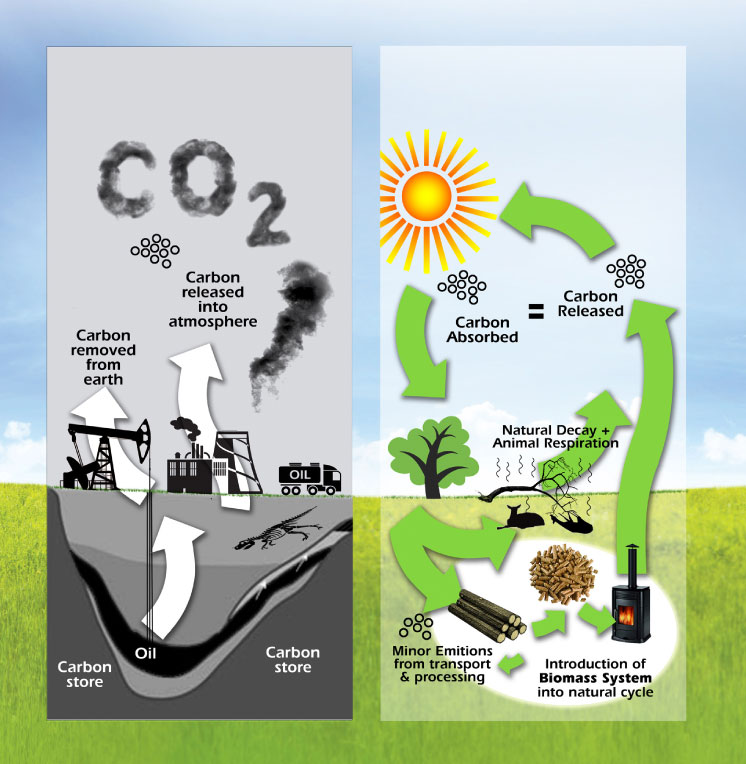 CO2
Carbon
released
into
atmosphere
Carbon
removed
from
earth
OIL
Oil
Carbon
store
Carbon
store
Carbon
Absorbed
=
Carbon
Released
Natural Decay +
Animal Respiration
Minor Emitions
from transport
& processing
Introduction of
Biomass System
into natural cycle